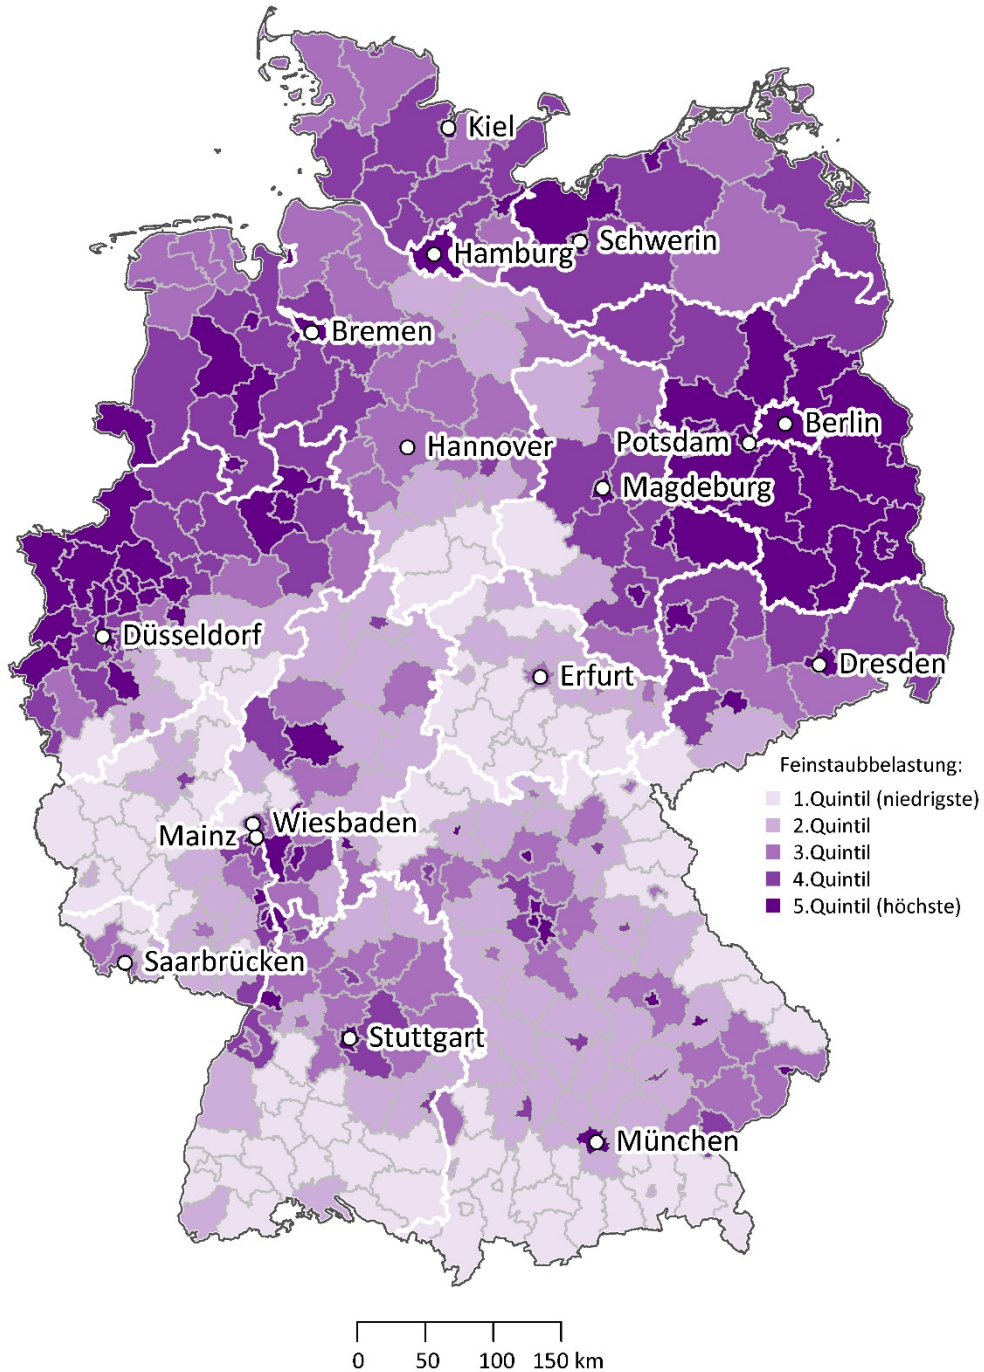 Kiel
Schwerin
Hamburg
Bremen
Berlin
Hannover
Potsdam
Magdeburg
Düsseldorf
Erfurt
Dresden
Feinstaubbelastung:
1.Quintil (niedrigste)
2.Quintil
3.Quintil
4.Quintil
5.Quintil (höchste)
Wiesbaden
Mainz
Saarbrücken
Stuttgart
München
0 50 100 150 km